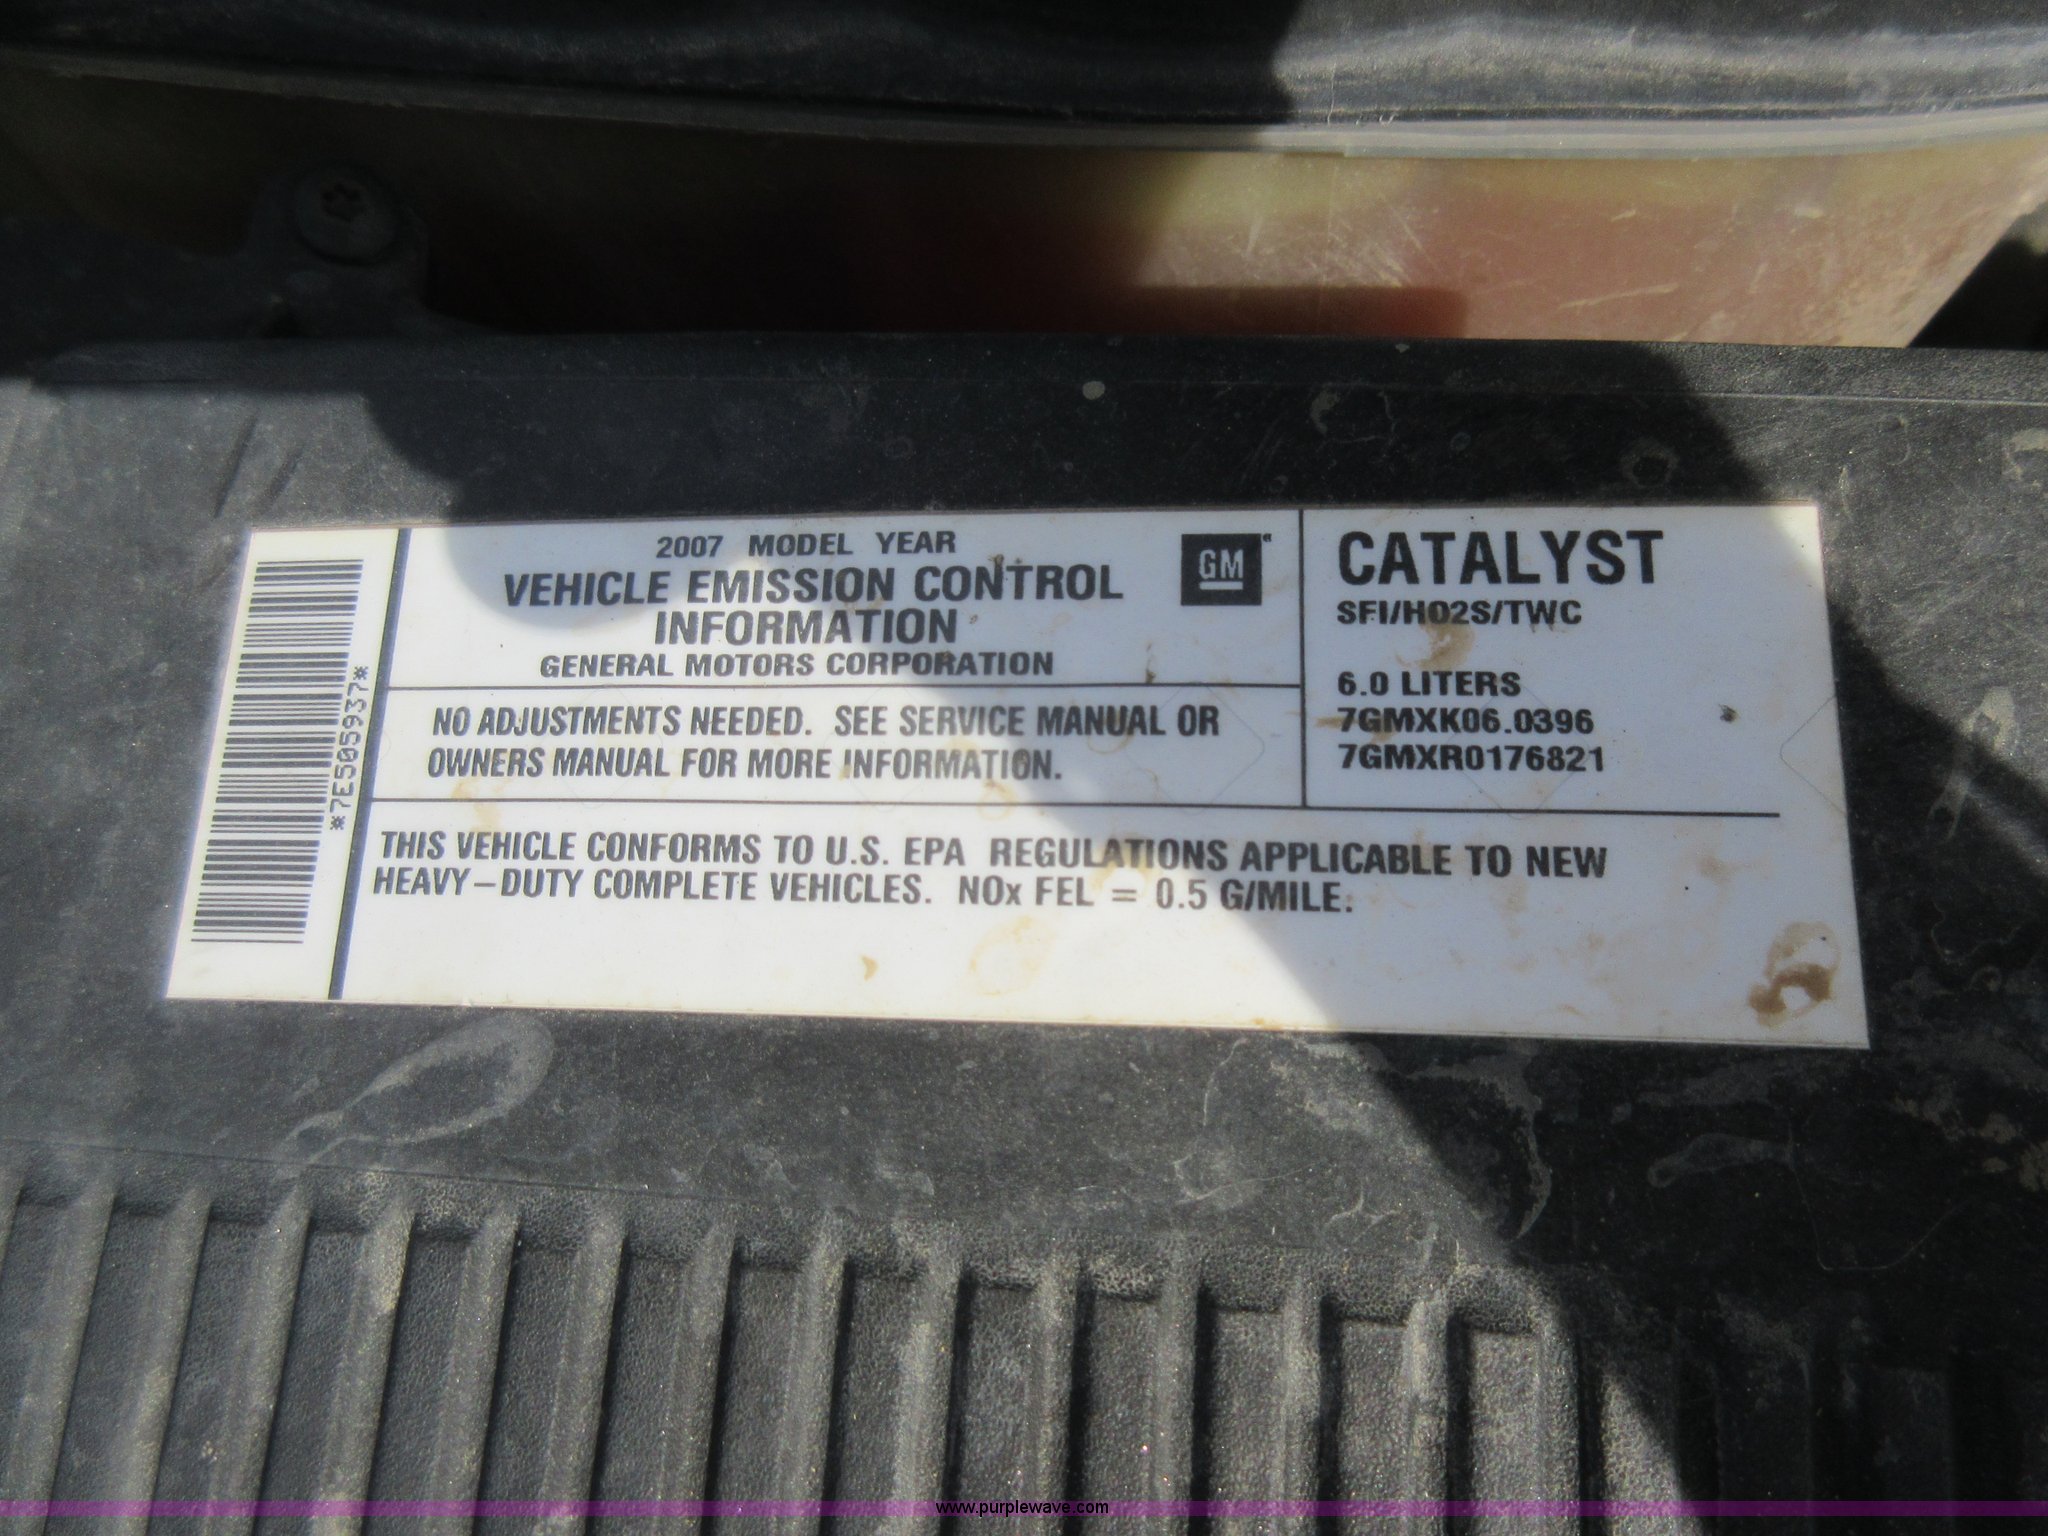 *7E505937*
2007 MODEL YEAR
VEHICLE EMISSION CONTROL
INFORMATION
GENERAL MOTORS CORPORATION
GM
NO ADJUSTMENTS NEEDED. SEE SERVICE MANUAL OR
OWNERS MANUAL FOR MORE INFORMATION.
CATALYST
SFI/HO2S/TWC
6.0 LITERS
7GMXK06.0396
7GMXR0176821
THIS VEHICLE CONFORMS TO U.S. EPA REGULATIONS APPLICABLE TO NEW
HEAVY-DUTY COMPLETE VEHICLES. NOx FEL = 0.5 G/MILE.
www.purplewave.com